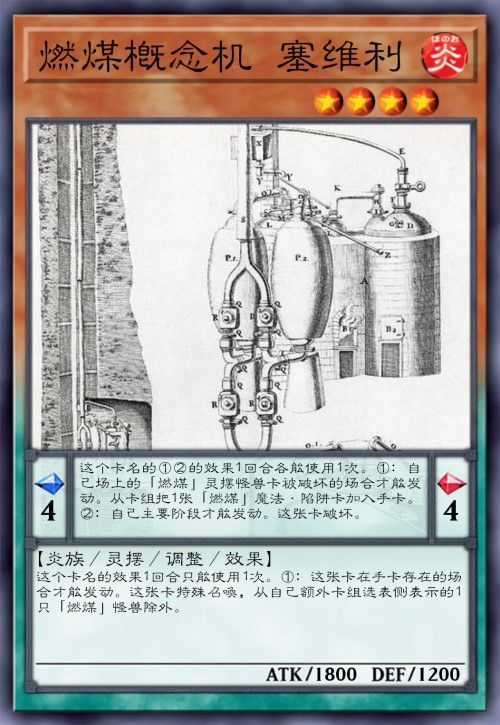 燃煤概念机 塞维利
ほのお
炎
X
E
Y
Y
K
G
D
Z
S
A
P.1.
P.2.
Q
Q
R
R
B
B2
Q
Q
Q
Q
R
R
这个卡名的①②的效果1回合各能使用1次。①：自
己场上的「燃煤」灵摆怪兽卡被破坏的场合才能发
动。从卡组把1张「燃煤」魔法·陷阱卡加入手卡。
②：自己主要阶段才能发动。这张卡破坏。
4
4
【炎族／灵摆／调整／效果】
这个卡名的效果1回合只能使用1次。①：这张卡在手卡存在的场
合才能发动。这张卡特殊召唤，从自己额外卡组选表侧表示的1
只「燃煤」怪兽除外。
ATK/1800 DEF/1200